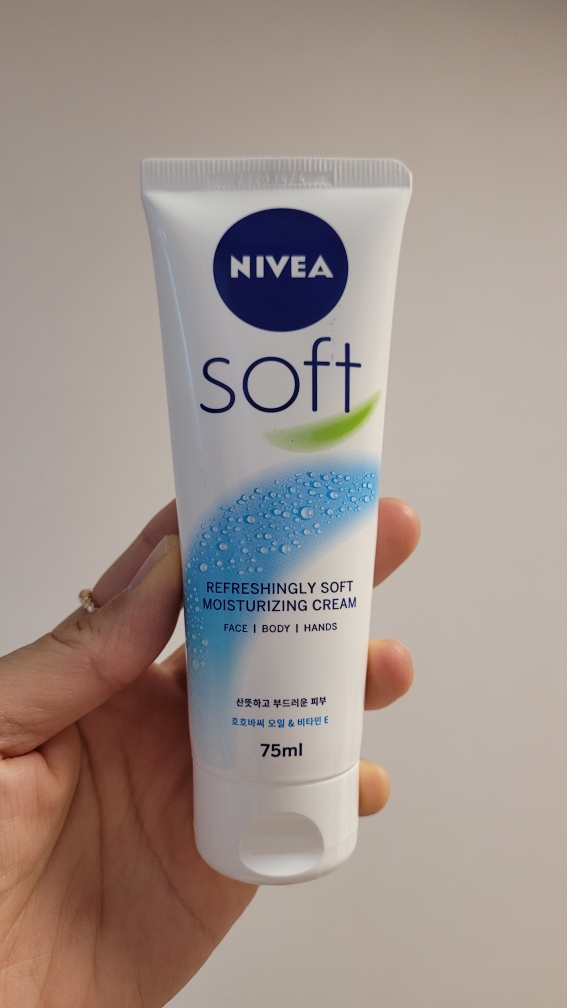 NIVEA
soft
REFRESHINGLY SOFT
MOISTURIZING CREAM
FACE | BODY | HANDS
산뜻하고 부드러운 피부
호호바씨 오일 & 비타민 E
75ml